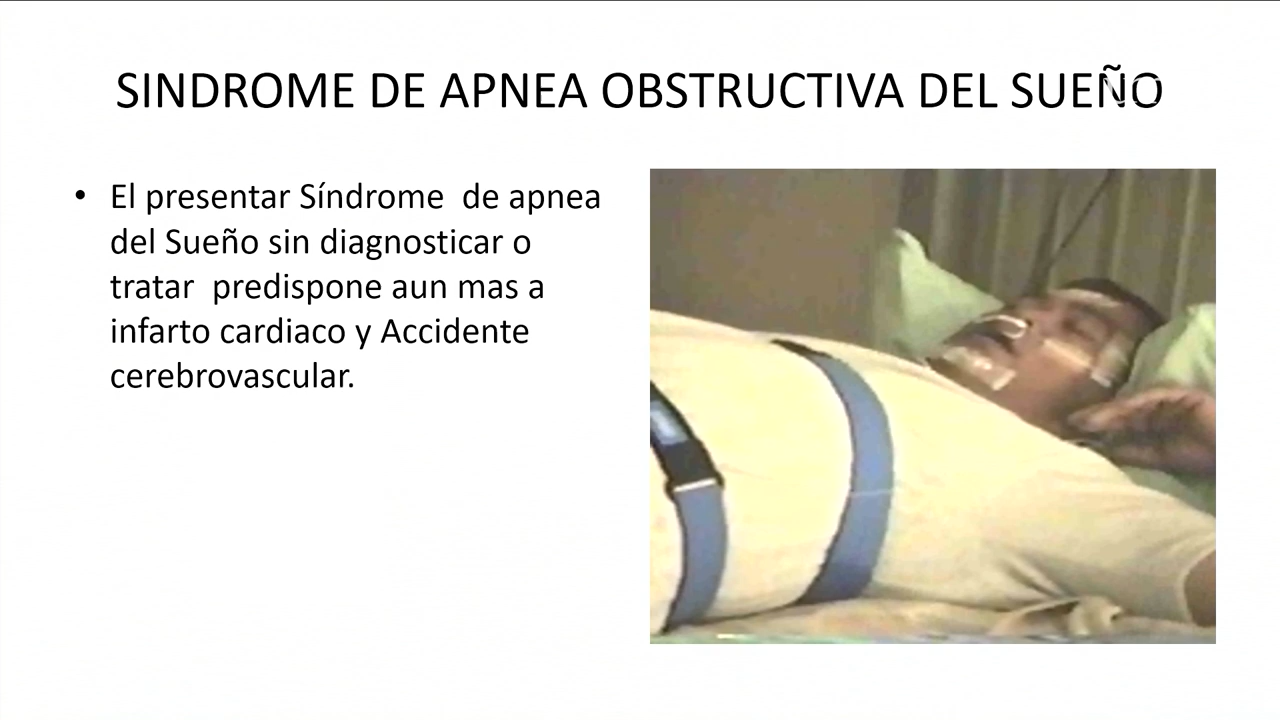 SINDROME DE APNEA OBSTRUCTIVA DEL SUEÑO
• El presentar Síndrome de apnea
del Sueño sin diagnosticar o
tratar predispone aun mas a
infarto cardiaco y Accidente
cerebrovascular.